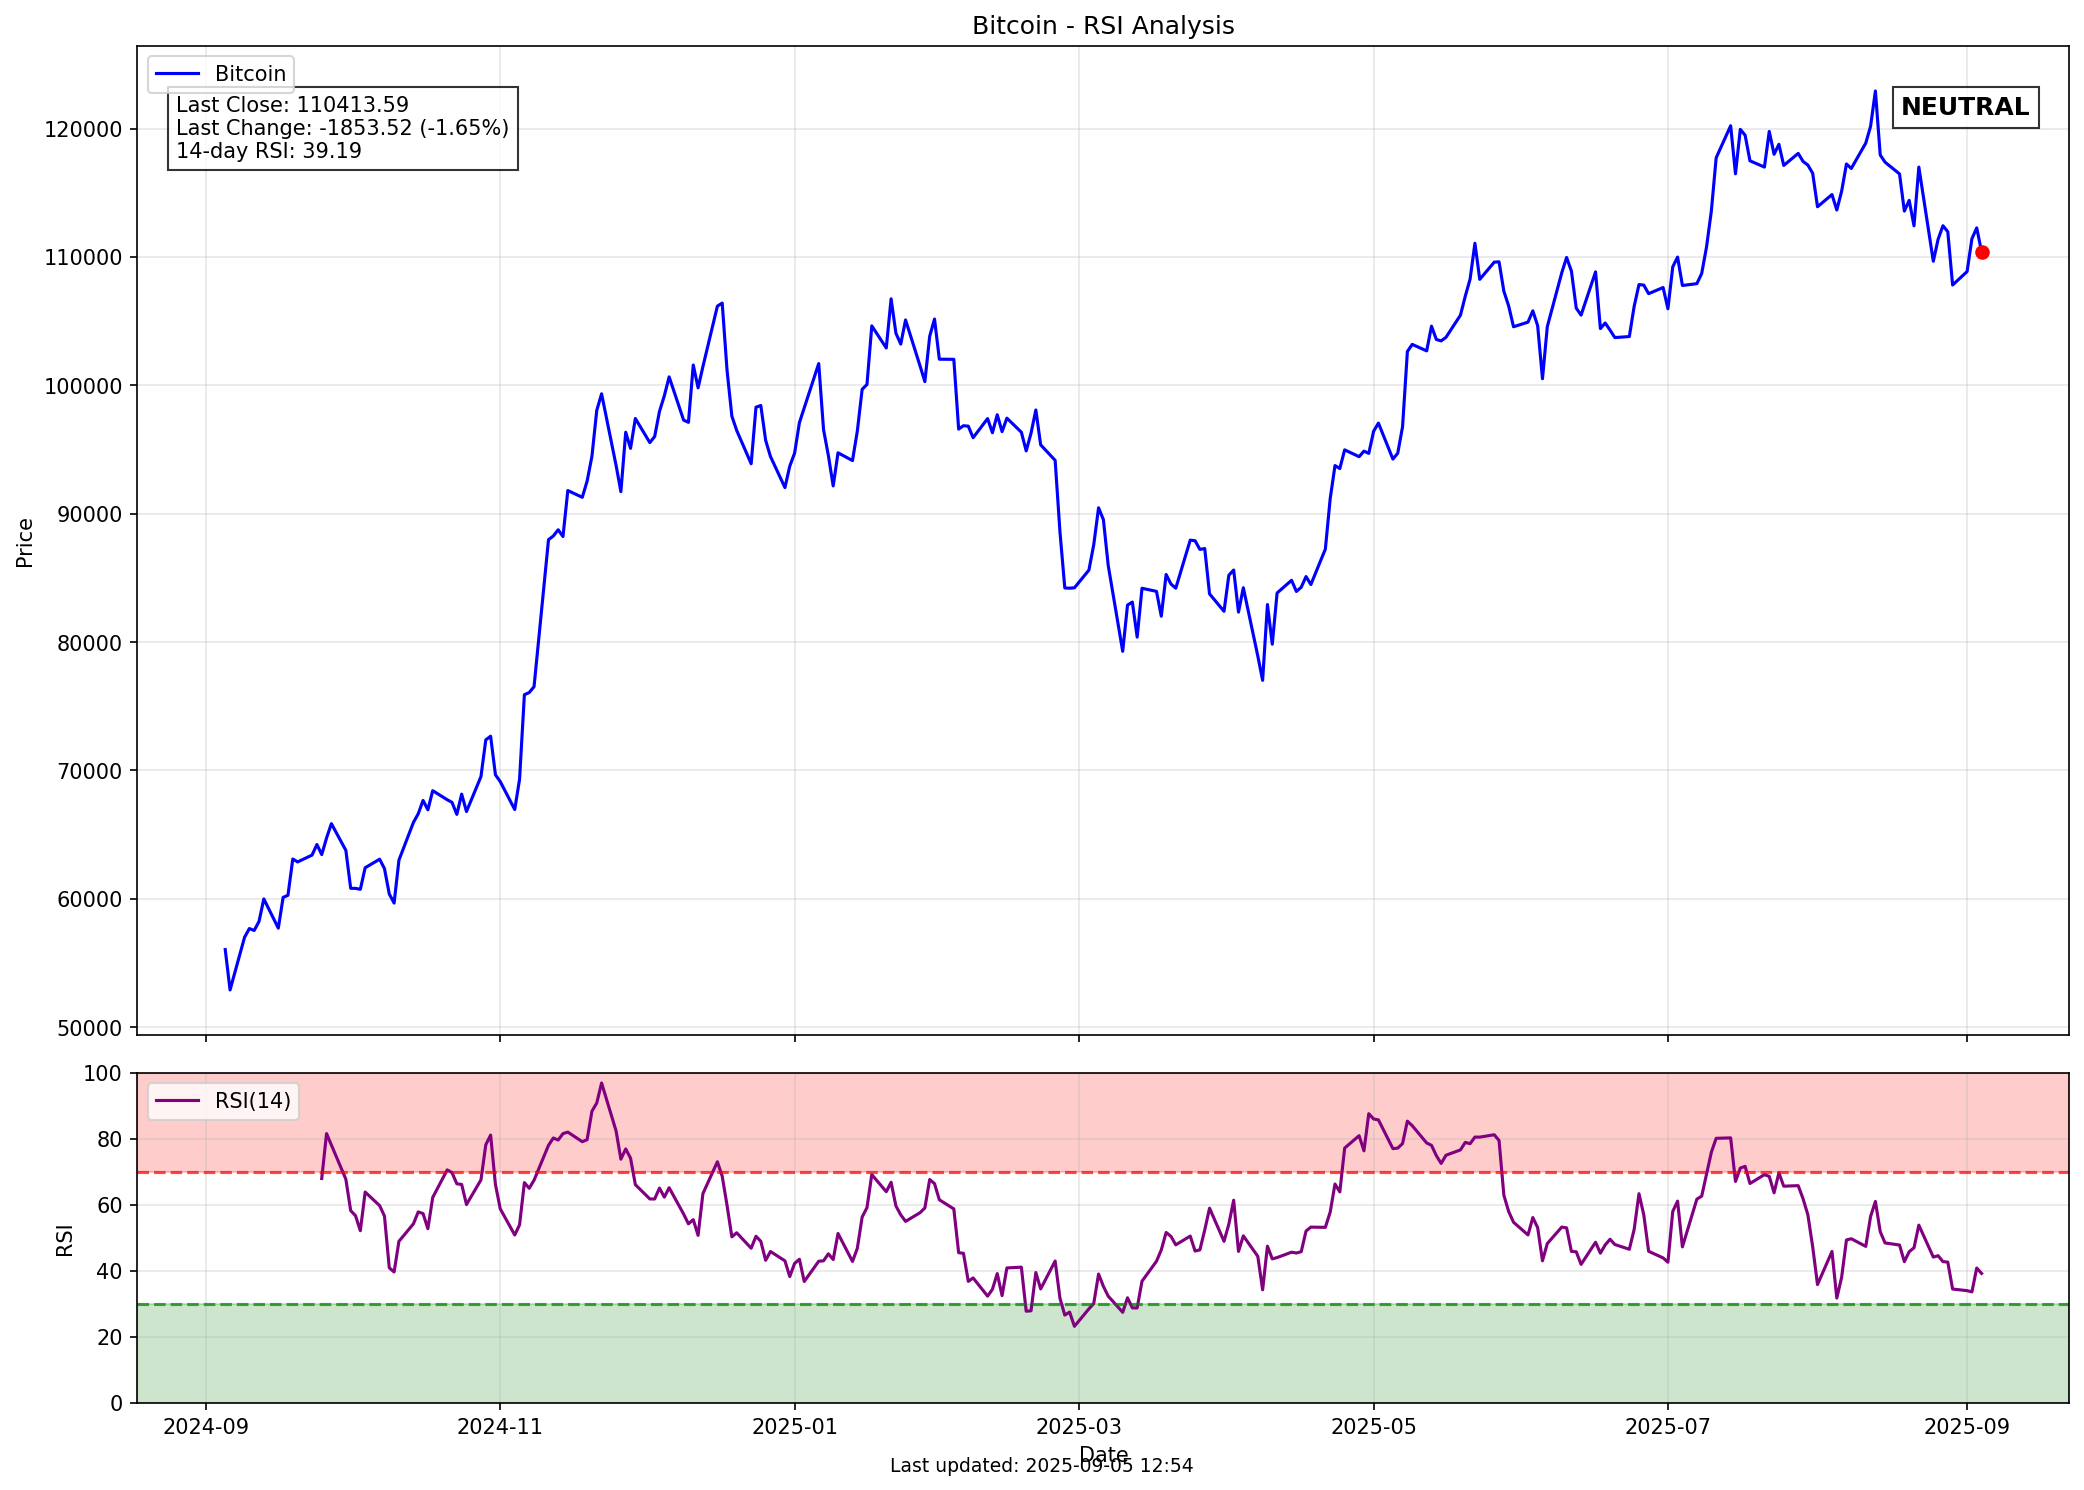 Bitcoin - RSI Analysis
Bitcoin
Last Close: 110413.59
Last Change: -1853.52 (-1.65%)
14-day RSI: 39.19
NEUTRAL
Price
120000
110000
100000
90000
80000
70000
60000
50000
RSI(14)
RSI
100
80
60
40
20
0
2024-09
2024-11
2025-01
2025-03
2025-05
2025-07
2025-09
Date
Last updated: 2025-09-05 12:54